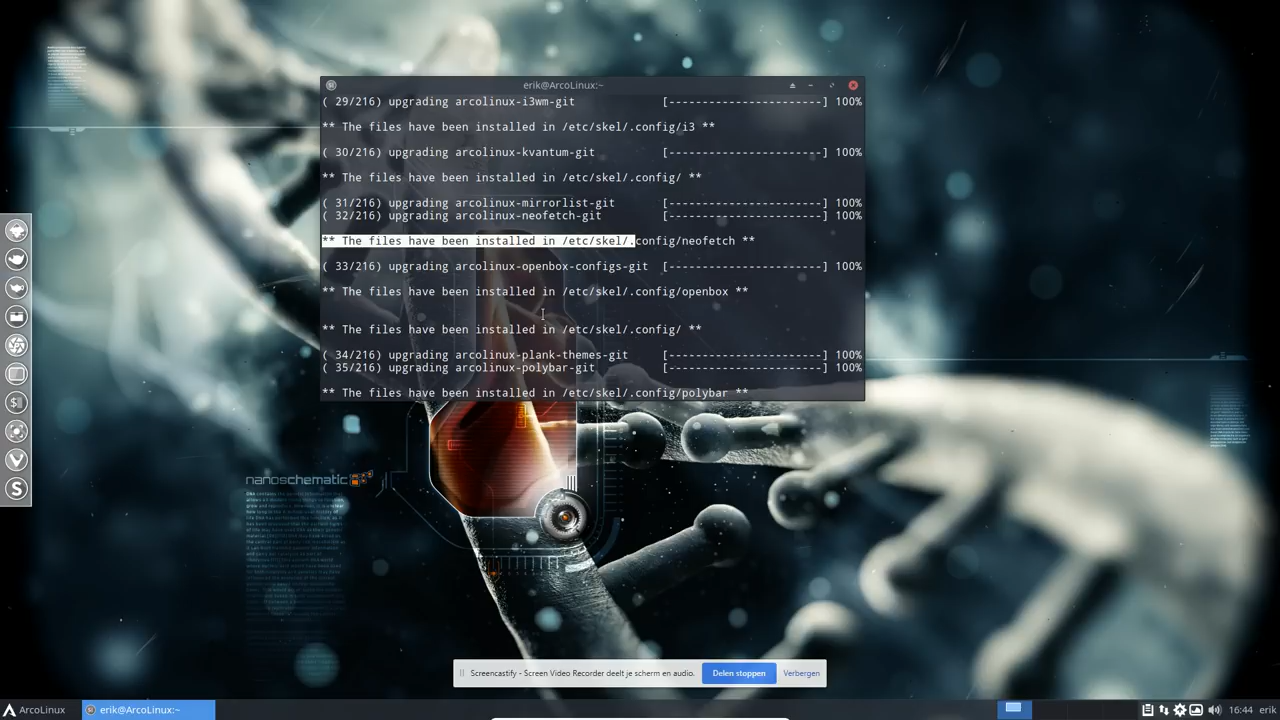 erik@ArcoLinux:~
( 29/216) upgrading arcolinux-i3wm-git [----------------------] 100%
** The files have been installed in /etc/skel/.config/i3 **
( 30/216) upgrading arcolinux-kvantum-git [----------------------] 100%
** The files have been installed in /etc/skel/.config/ **
( 31/216) upgrading arcolinux-mirrorlist-git [----------------------] 100%
( 32/216) upgrading arcolinux-neofetch-git [----------------------] 100%
** The files have been installed in /etc/skel/.config/neofetch **
( 33/216) upgrading arcolinux-openbox-configs-git [----------------------] 100%
** The files have been installed in /etc/skel/.config/openbox **
** The files have been installed in /etc/skel/.config/ **
( 34/216) upgrading arcolinux-plank-themes-git [----------------------] 100%
( 35/216) upgrading arcolinux-polybar-git [----------------------] 100%
** The files have been installed in /etc/skel/.config/polybar **
nanoschematic
Screencastify - Screen Video Recorder deelt je scherm en audio. Delen stoppen Verbergen
ArcoLinux erik@ArcoLinux:~ 16:44 erik